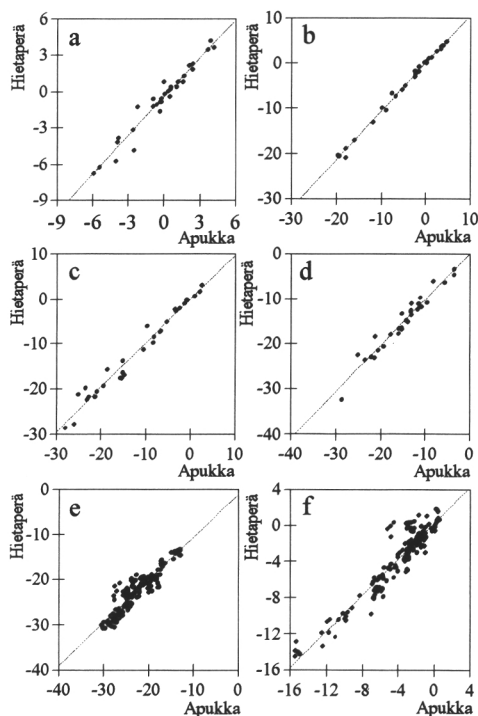 a
Hietaperä
6
3
0
-3
-6
-9
-9 -6 -3 0 3 6
Apukka
b
Hietaperä
10
0
-10
-20
-30
-30 -20 -10 0 10
Apukka
c
Hietaperä
10
0
-10
-20
-30
-30 -20 -10 0 10
Apukka
d
Hietaperä
0
-10
-20
-30
-40
-40 -30 -20 -10 0
Apukka
e
Hietaperä
0
-10
-20
-30
-40
-40 -30 -20 -10 0
Apukka
f
Hietaperä
4
0
-4
-8
-12
-16
-16 -12 -8 -4 0 4
Apukka